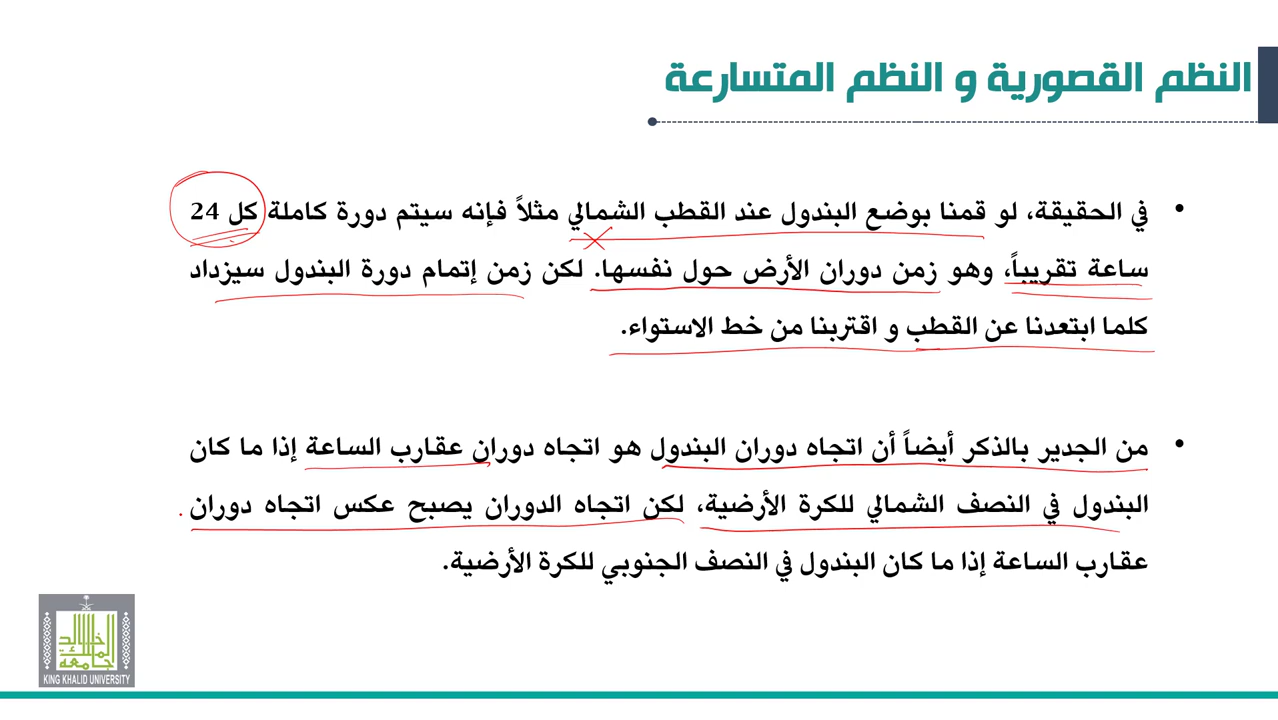 النظم القصورية و النظم المتسارعة
• في الحقيقة، لو قمنا بوضع البندول عند القطب الشمالي مثلاً فإنه سيتم دورة كاملة كل 24
ساعة تقريباً، وهو زمن دوران الأرض حول نفسها. لكن زمن إتمام دورة البندول سيزداد
كلما ابتعدنا عن القطب و اقتربنا من خط الاستواء.
• من الجدير بالذكر أيضاً أن اتجاه دوران البندول هو اتجاه دوران عقارب الساعة إذا ما كان
البندول في النصف الشمالي للكرة الأرضية، لكن اتجاه الدوران يصبح عكس اتجاه دوران
عقارب الساعة إذا ما كان البندول في النصف الجنوبي للكرة الأرضية.
جامعة الملك خالد
KING KHALID UNIVERSITY